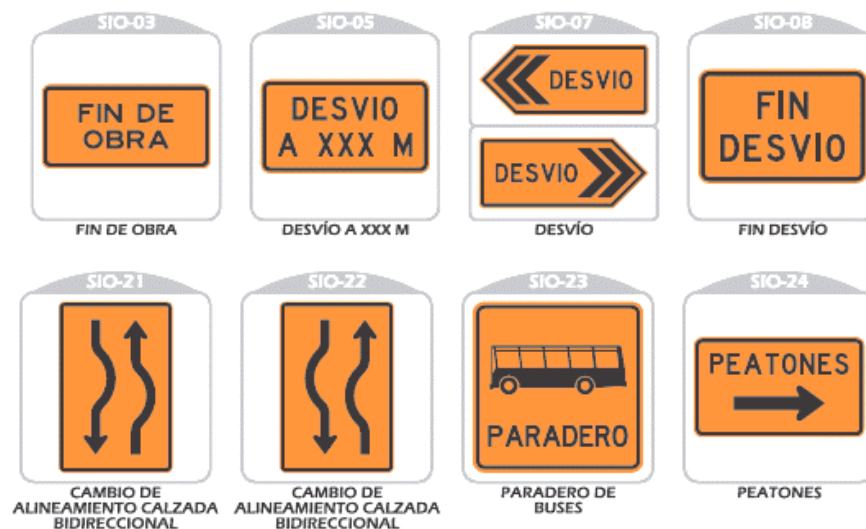 SIO-03
FIN DE
OBRA
FIN DE OBRA
SIO-05
DESVIO
A XXX M
DESVÍO A XXX M
SIO-07
DESVIO
DESVIO
DESVÍO
SIO-08
FIN
DESVIO
FIN DESVÍO
SIO-21
CAMBIO DE
ALINEAMIENTO CALZADA
BIDIRECCIONAL
SIO-22
CAMBIO DE
ALINEAMIENTO CALZADA
BIDIRECCIONAL
SIO-23
PARADERO
PARADERO DE
BUSES
SIO-24
PEATONES
PEATONES